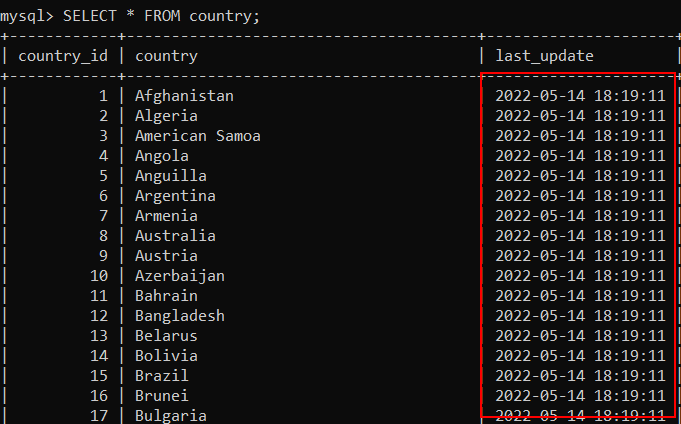 mysql> SELECT * FROM country;
+------------+---------------------------------------+---------------------+
| country_id | country | last_update |
+------------+---------------------------------------+---------------------+
| 1 | Afghanistan | 2022-05-14 18:19:11 |
| 2 | Algeria | 2022-05-14 18:19:11 |
| 3 | American Samoa | 2022-05-14 18:19:11 |
| 4 | Angola | 2022-05-14 18:19:11 |
| 5 | Anguilla | 2022-05-14 18:19:11 |
| 6 | Argentina | 2022-05-14 18:19:11 |
| 7 | Armenia | 2022-05-14 18:19:11 |
| 8 | Australia | 2022-05-14 18:19:11 |
| 9 | Austria | 2022-05-14 18:19:11 |
| 10 | Azerbaijan | 2022-05-14 18:19:11 |
| 11 | Bahrain | 2022-05-14 18:19:11 |
| 12 | Bangladesh | 2022-05-14 18:19:11 |
| 13 | Belarus | 2022-05-14 18:19:11 |
| 14 | Bolivia | 2022-05-14 18:19:11 |
| 15 | Brazil | 2022-05-14 18:19:11 |
| 16 | Brunei | 2022-05-14 18:19:11 |
| 17 | Bulgaria | 2022-05-14 18:19:11 |